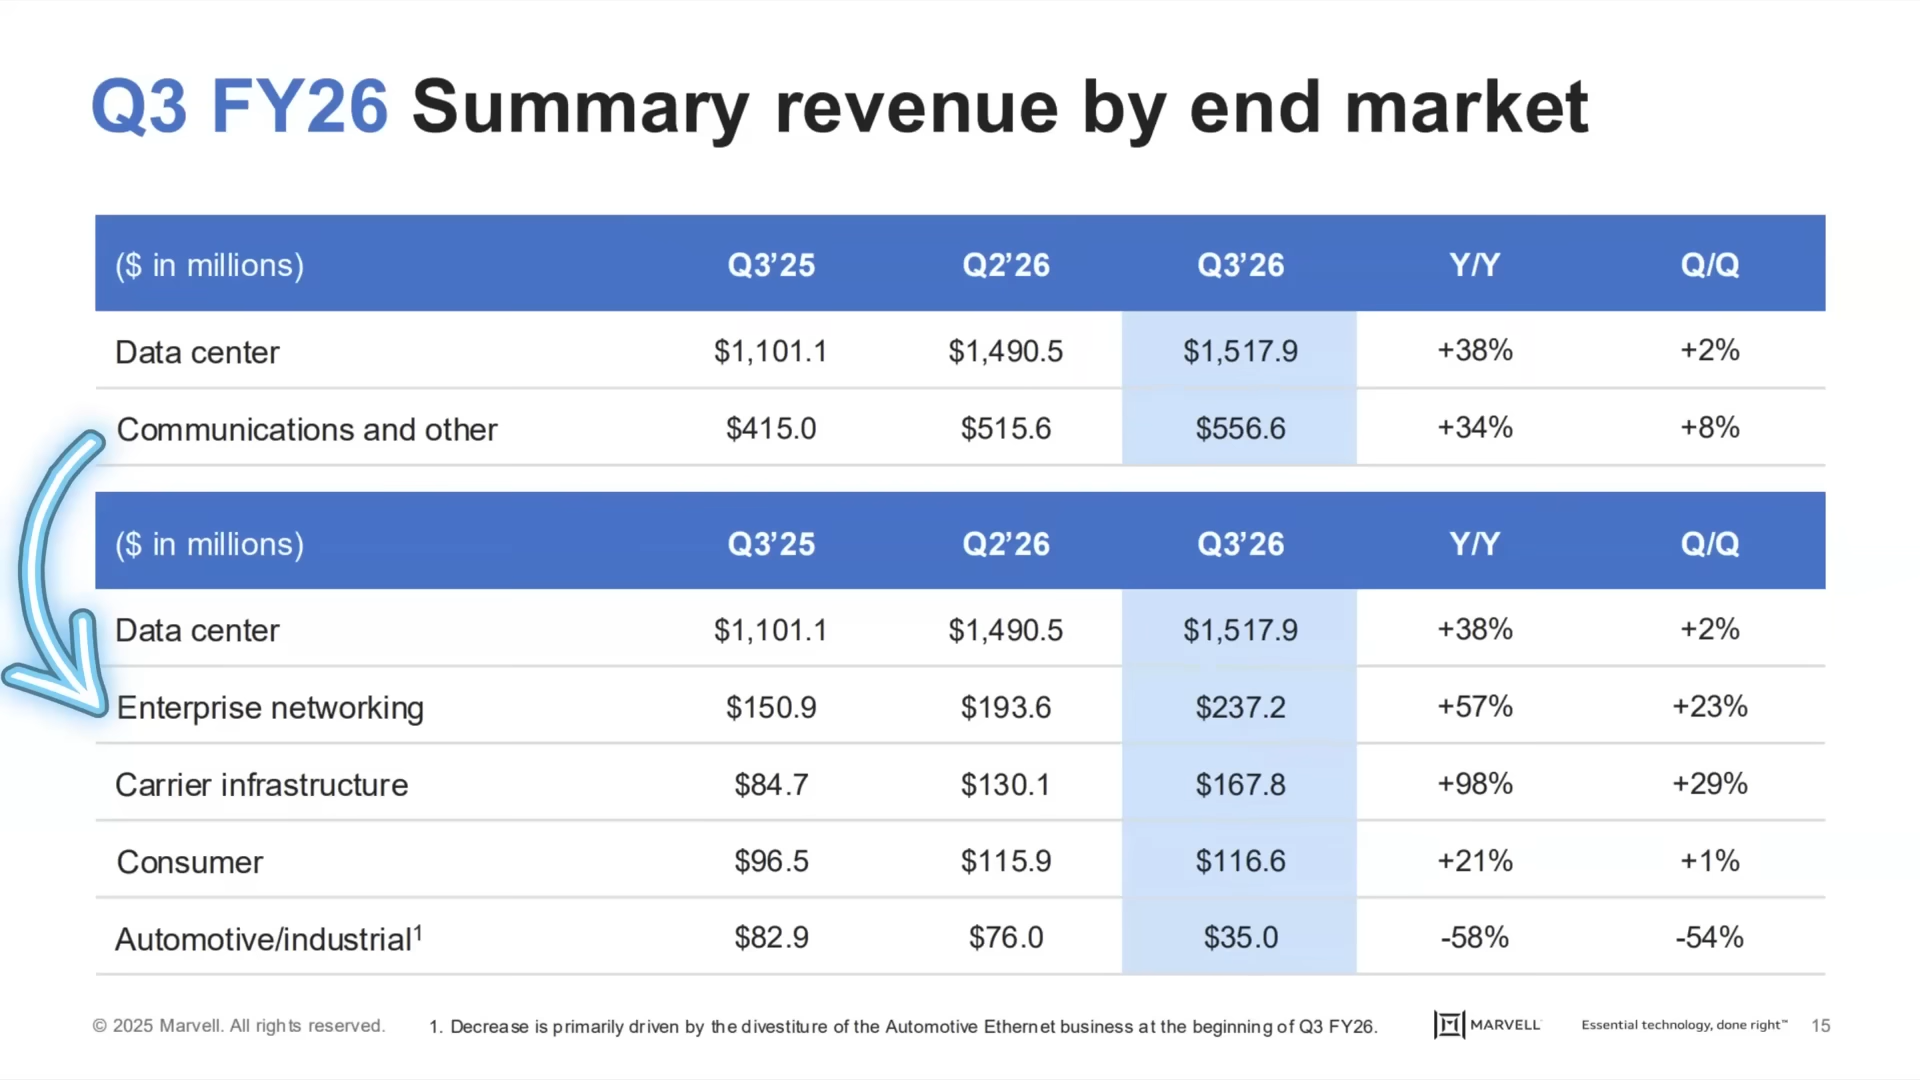 Q3 FY26 Summary revenue by end market
($ in millions) Q3’25 Q2’26 Q3’26 Y/Y Q/Q
Data center $1,101.1 $1,490.5 $1,517.9 +38% +2%
Communications and other $415.0 $515.6 $556.6 +34% +8%
($ in millions) Q3’25 Q2’26 Q3’26 Y/Y Q/Q
Data center $1,101.1 $1,490.5 $1,517.9 +38% +2%
Enterprise networking $150.9 $193.6 $237.2 +57% +23%
Carrier infrastructure $84.7 $130.1 $167.8 +98% +29%
Consumer $96.5 $115.9 $116.6 +21% +1%
Automotive/industrial¹ $82.9 $76.0 $35.0 -58% -54%
© 2025 Marvell. All rights reserved. 1. Decrease is primarily driven by the divestiture of the Automotive Ethernet business at the beginning of Q3 FY26. MARVELL Essential technology, done right™ 15